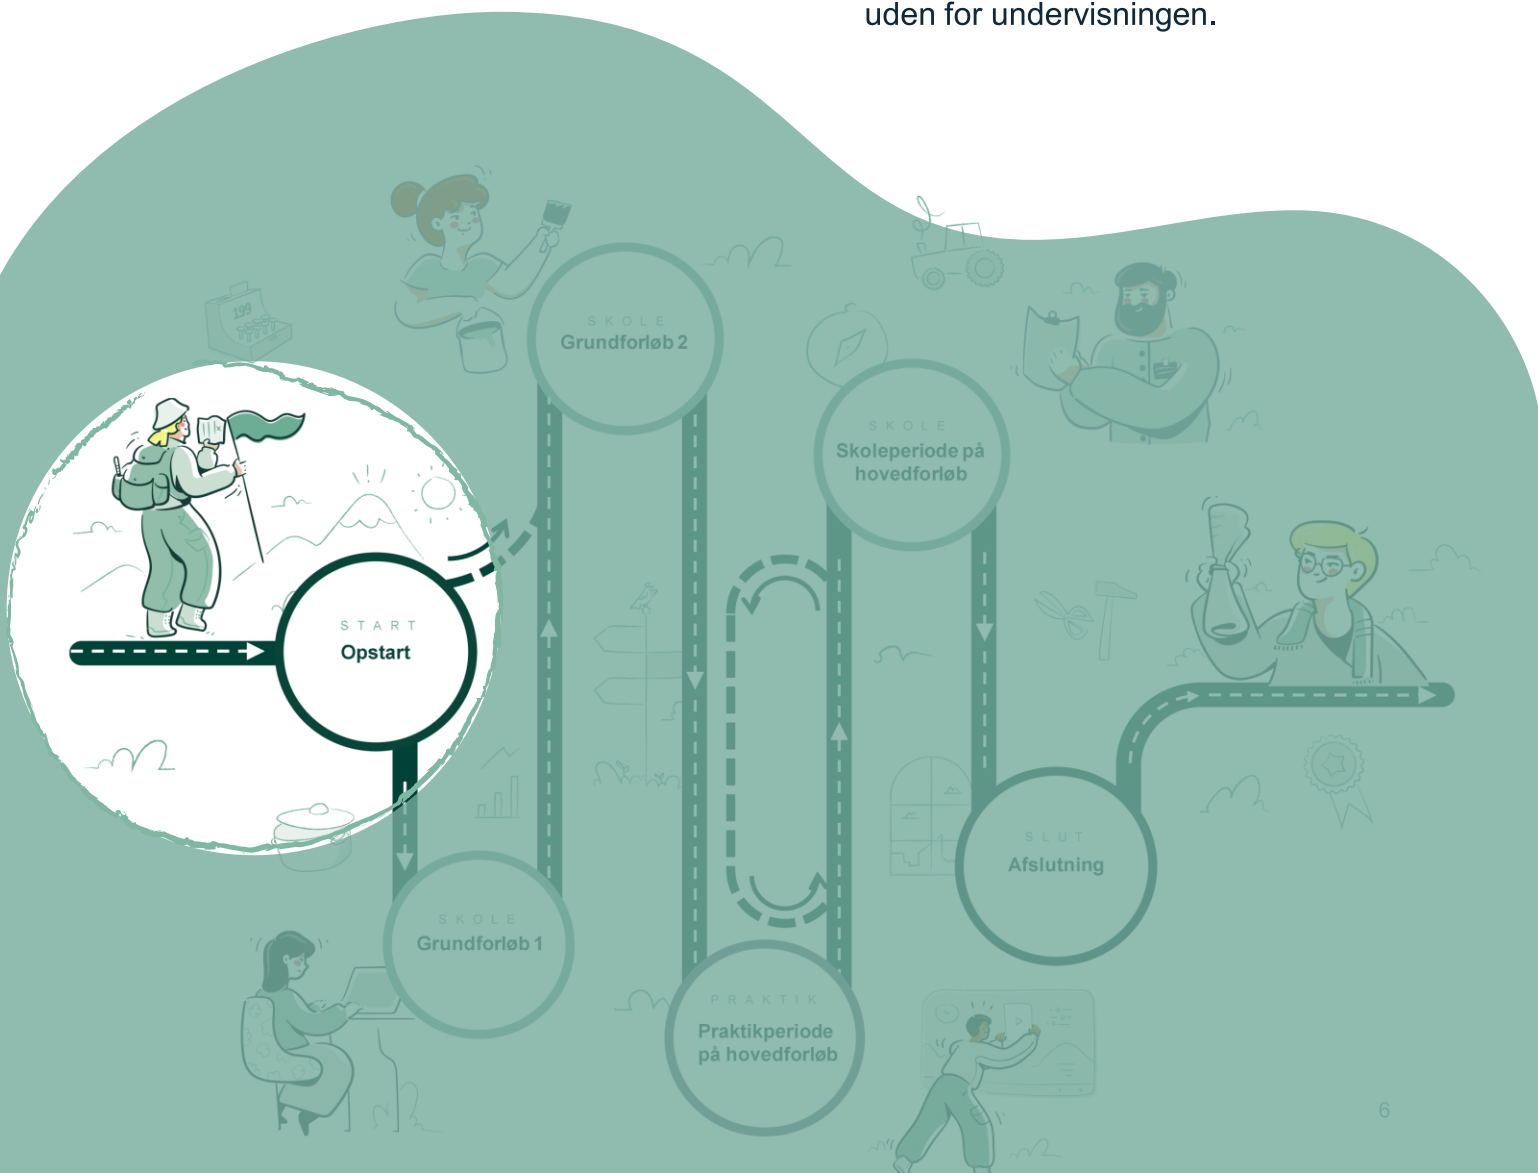 uden for undervisningen.
199
SKOLE
Grundforløb 2
SKOLE
Skoleperiode på
hovedforløb
START
Opstart
SLUT
Afslutning
SKOLE
Grundforløb 1
PRAKTIK
Praktikperiode
på hovedforløb
6